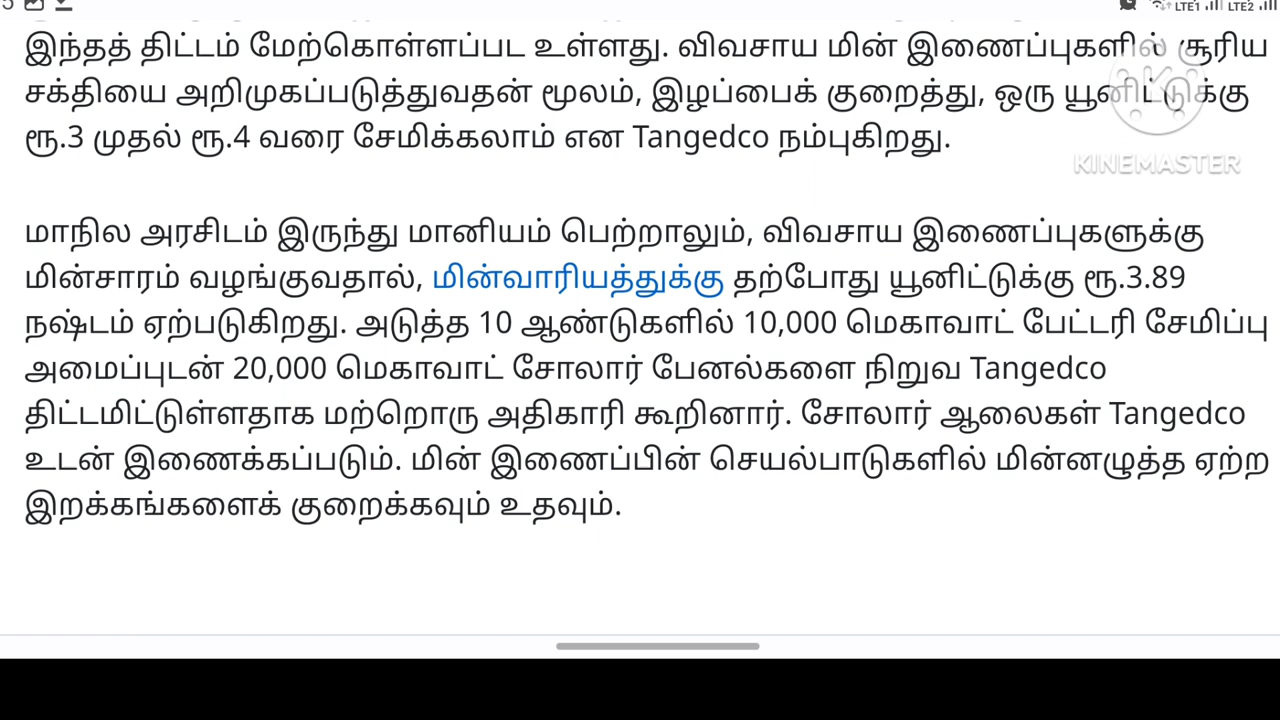 5 LTE1 LTE2
இந்தத் திட்டம் மேற்கொள்ளப்பட உள்ளது. விவசாய மின் இணைப்புகளில் சூரிய
சக்தியை அறிமுகப்படுத்துவதன் மூலம், இழப்பைக் குறைத்து, ஒரு யூனிட்டுக்கு
ரூ.3 முதல் ரூ.4 வரை சேமிக்கலாம் என Tangedco நம்புகிறது.
KINEMASTER
மாநில அரசிடம் இருந்து மானியம் பெற்றாலும், விவசாய இணைப்புகளுக்கு
மின்சாரம் வழங்குவதால், மின்வாரியத்துக்கு தற்போது யூனிட்டுக்கு ரூ.3.89
நஷ்டம் ஏற்படுகிறது. அடுத்த 10 ஆண்டுகளில் 10,000 மெகாவாட் பேட்டரி சேமிப்பு
அமைப்புடன் 20,000 மெகாவாட் சோலார் பேனல்களை நிறுவ Tangedco
திட்டமிட்டுள்ளதாக மற்றொரு அதிகாரி கூறினார். சோலார் ஆலைகள் Tangedco
உடன் இணைக்கப்படும். மின் இணைப்பின் செயல்பாடுகளில் மின்னழுத்த ஏற்ற
இறக்கங்களைக் குறைக்கவும் உதவும்.